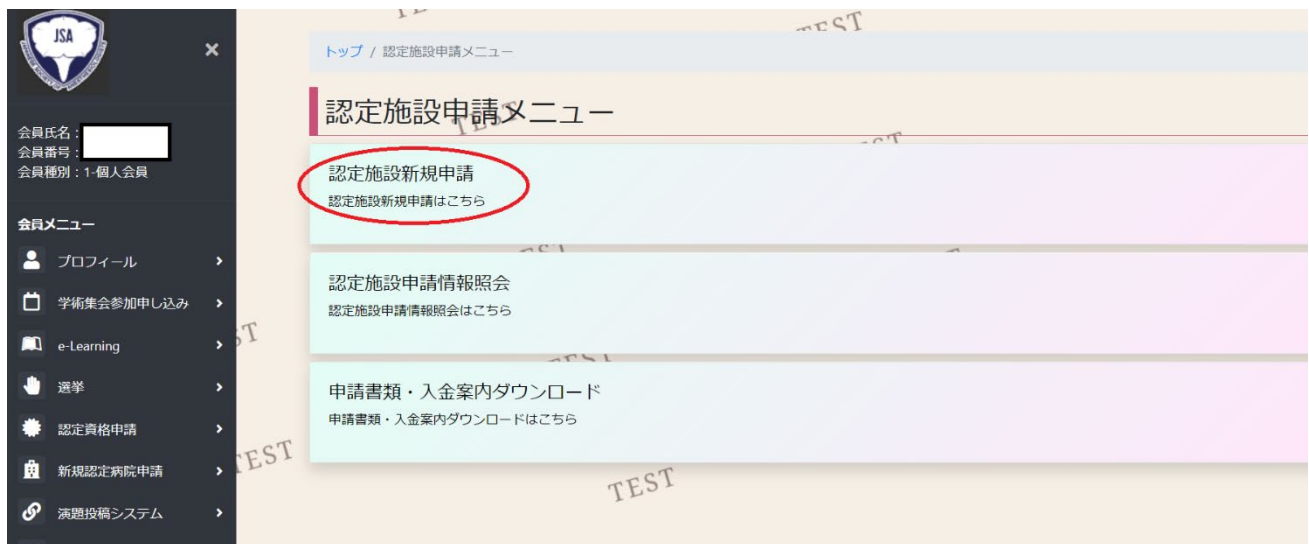 JSA
×
会員氏名：
会員番号：
会員種別：1-個人会員
会員メニュー
プロフィール
学術集会参加申し込み
e-Learning
選挙
認定資格申請
新規認定病院申請
演題投稿システム
TEST
トップ / 認定施設申請メニュー
認定施設申請メニュー
TEST
TEST
認定施設新規申請
認定施設新規申請はこちら
認定施設申請情報照会
認定施設申請情報照会はこちら
TEST
申請書類・入金案内ダウンロード
申請書類・入金案内ダウンロードはこちら
TEST
TEST